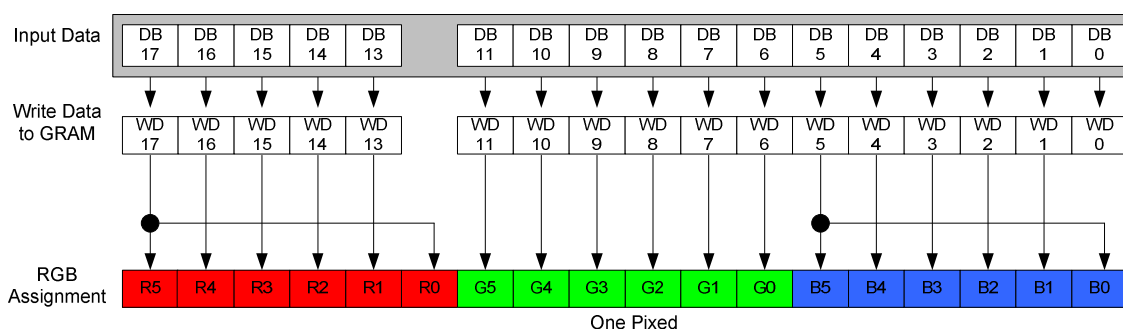 Input Data
DB DB DB DB DB DB DB DB DB DB DB DB DB DB DB DB DB
17 16 15 14 13 11 10 9 8 7 6 5 4 3 2 1 0
Write Data
to GRAM
WD WD WD WD WD WD WD WD WD WD WD WD WD WD WD WD WD
17 16 15 14 13 11 10 9 8 7 6 5 4 3 2 1 0
RGB
Assignment
R5 R4 R3 R2 R1 R0 G5 G4 G3 G2 G1 G0 B5 B4 B3 B2 B1 B0
One Pixed